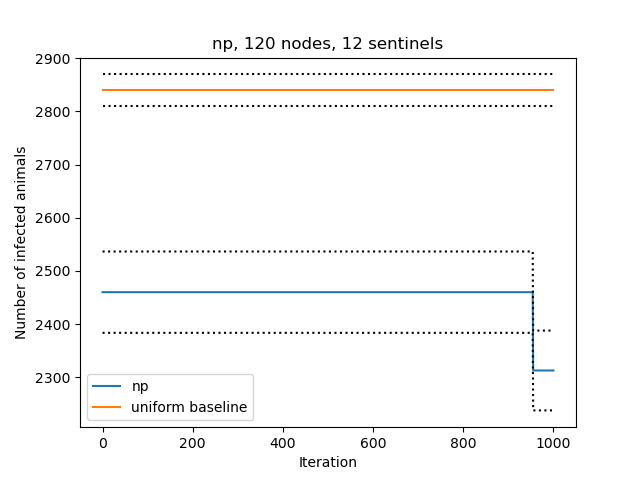 np, 120 nodes, 12 sentinels
Number of infected animals
2900
2800
2700
2600
2500
2400
2300
np
uniform baseline
0
200
400
600
800
1000
Iteration